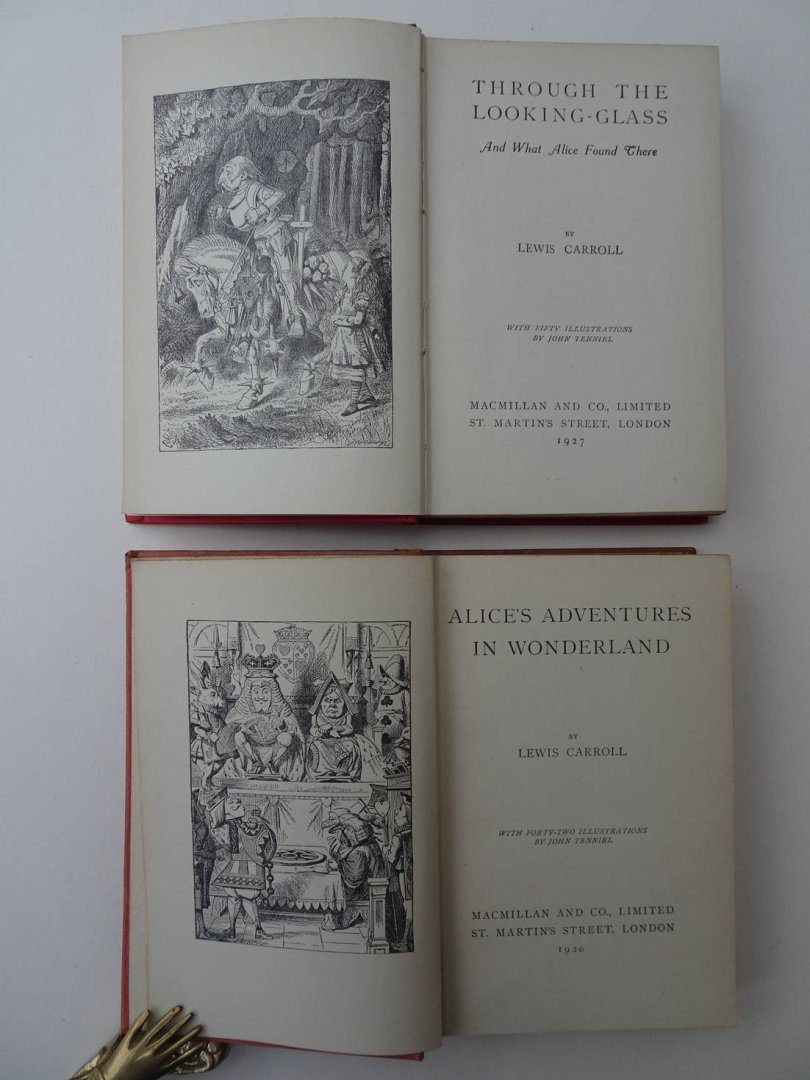 THROUGH THE
LOOKING-GLASS
And What Alice Found There
BY
LEWIS CARROLL
WITH FIFTY ILLUSTRATIONS
BY JOHN TENNIEL
MACMILLAN AND CO., LIMITED
ST. MARTIN'S STREET, LONDON
1927
ALICE'S ADVENTURES
IN WONDERLAND
BY
LEWIS CARROLL
WITH FORTY-TWO ILLUSTRATIONS
BY JOHN TENNIEL
MACMILLAN AND CO., LIMITED
ST. MARTIN'S STREET, LONDON
1920